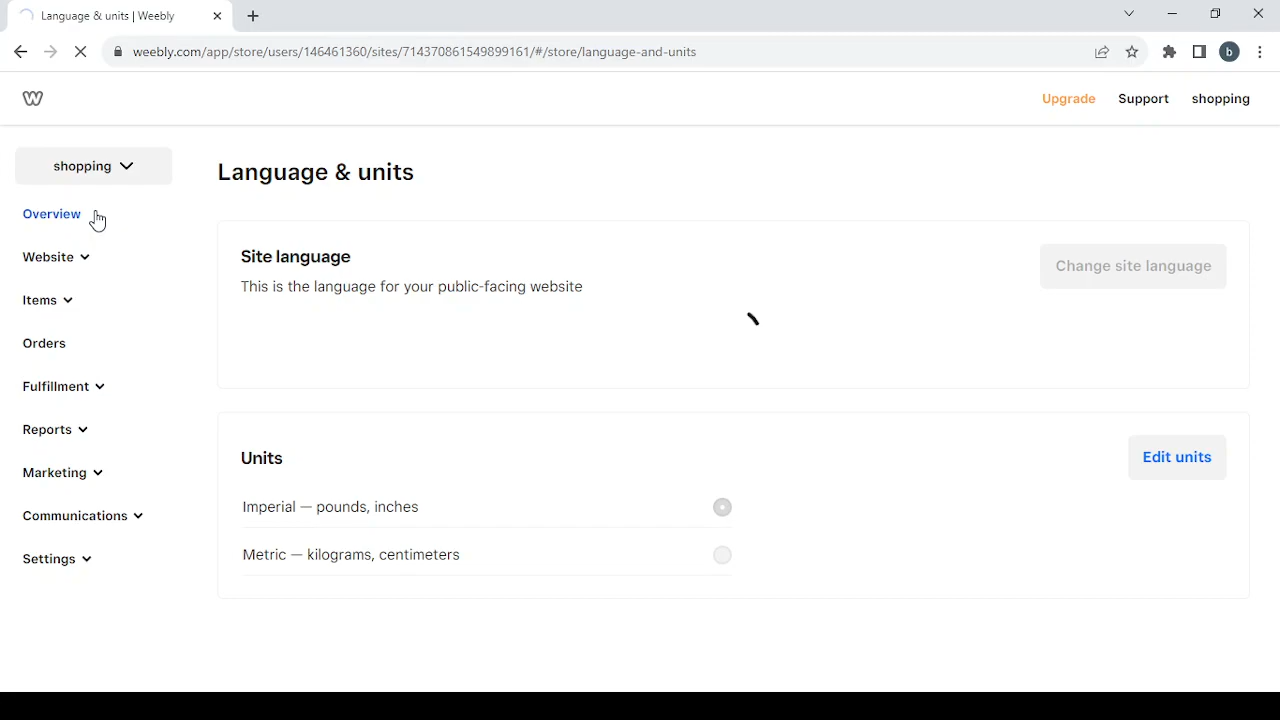 Language & units | Weebly
weebly.com/app/store/users/146461360/sites/714370861549899161/#/store/language-and-units
b
Upgrade
Support
shopping
shopping
Overview
Website
Items
Orders
Fulfillment
Reports
Marketing
Communications
Settings
Language & units
Site language
This is the language for your public-facing website
Change site language
Units
Edit units
Imperial — pounds, inches
Metric — kilograms, centimeters